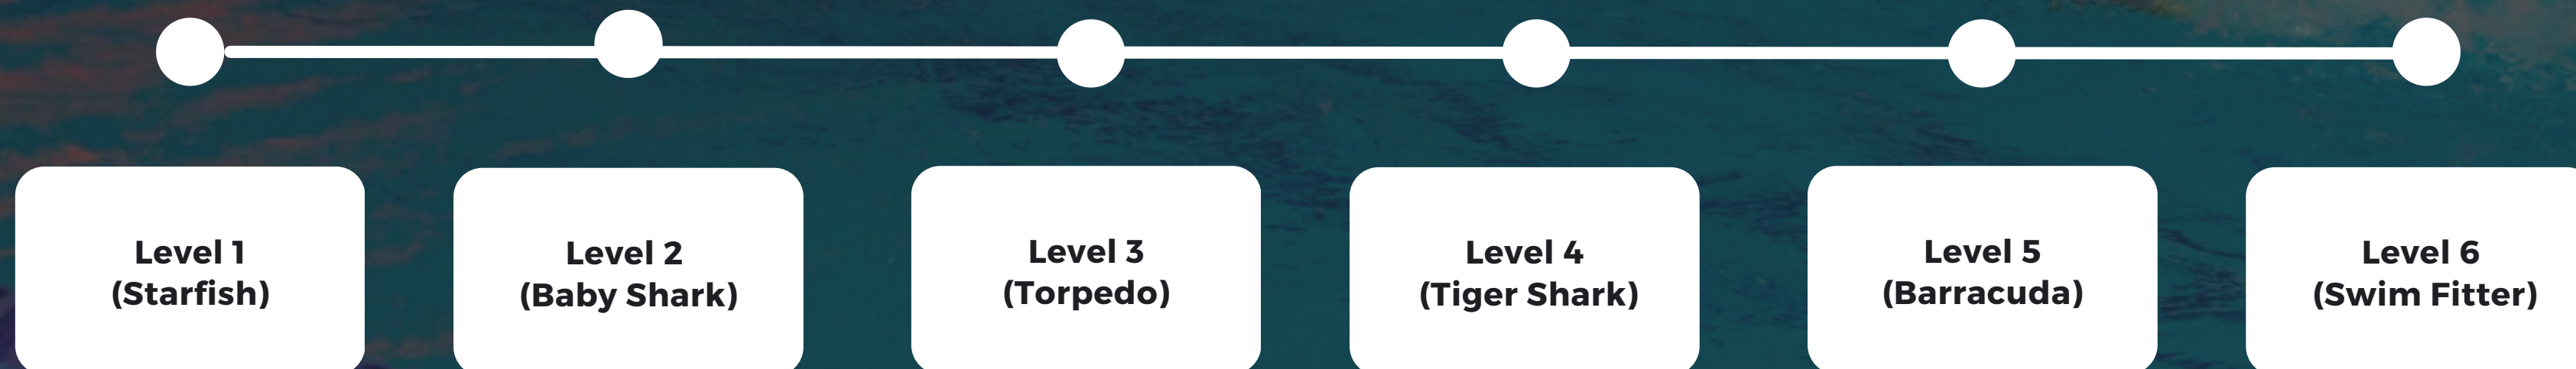 Level 1
(Starfish)
Level 2
(Baby Shark)
Level 3
(Torpedo)
Level 4
(Tiger Shark)
Level 5
(Barracuda)
Level 6
(Swim Fitter)